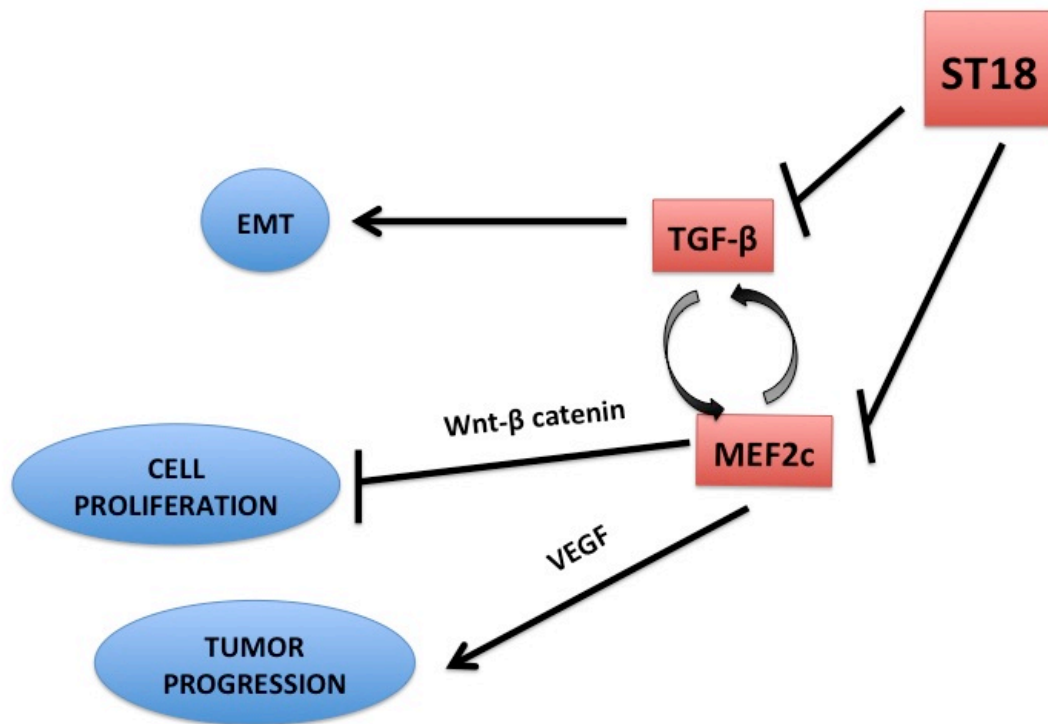 ST18
EMT
TGF-β
Wnt-β catenin
MEF2c
CELL
PROLIFERATION
VEGF
TUMOR
PROGRESSION